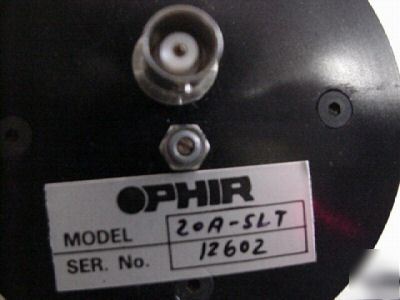 OPHIR
MODEL 20A-SLT
SER. No. 12602